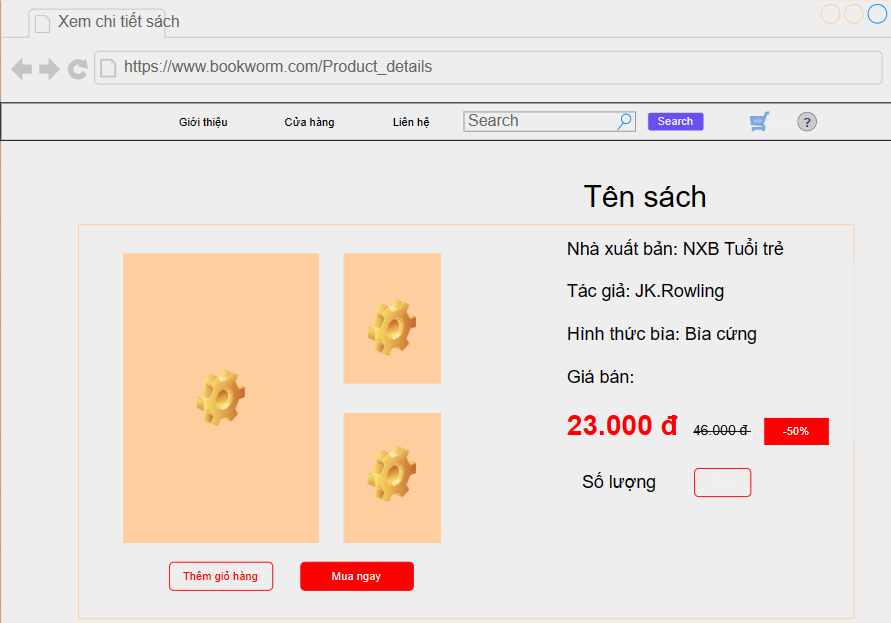 Xem chi tiết sách
https://www.bookworm.com/Product_details
Giới thiệu Cửa hàng Liên hệ Search Search ?
Tên sách
Nhà xuất bản: NXB Tuổi trẻ
Tác giả: JK.Rowling
Hình thức bìa: Bìa cứng
Giá bán:
23.000 đ 46.000 đ -50%
Số lượng
Thêm giỏ hàng Mua ngay